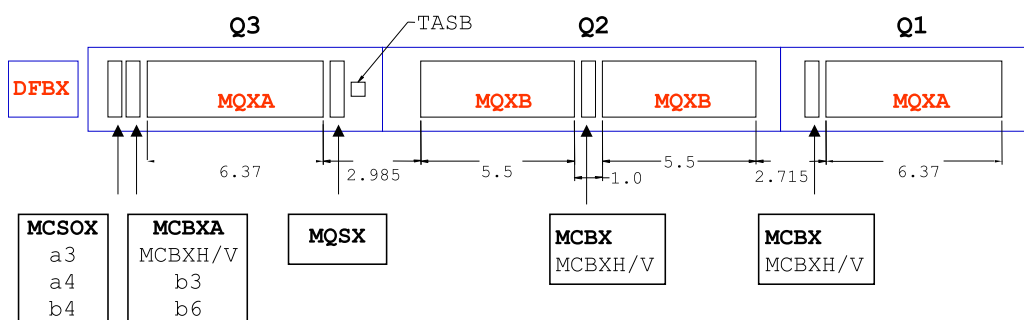 Q3
TASB
Q2
Q1
DFBX
MQXA
MQXB
MQXB
MQXA
6.37
2.985
5.5
1.0
5.5
2.715
6.37
MCSOX
a3
a4
b4
MCBXA
MCBXH/V
b3
b6
MQSX
MCBX
MCBXH/V
MCBX
MCBXH/V